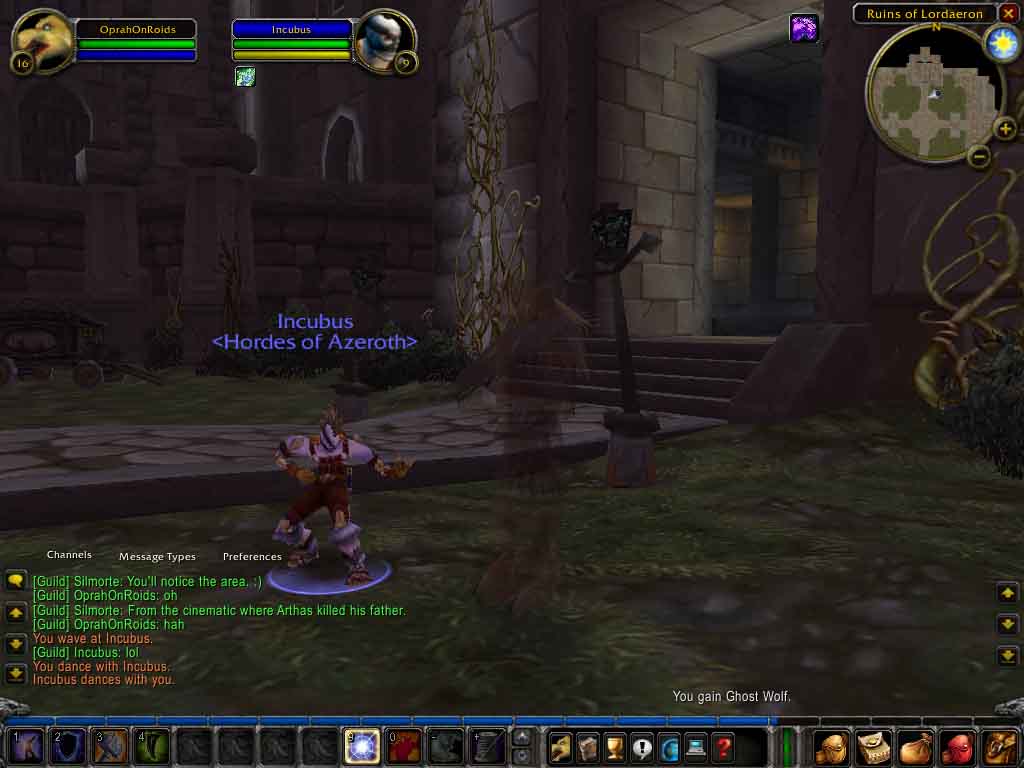 OprahOnRoids
16
Incubus
9
Ruins of Lordaeron
N
Incubus
<Hordes of Azeroth>
Channels Message Types Preferences
[Guild] Silmorte: You'll notice the area. :)
[Guild] OprahOnRoids: oh
[Guild] Silmorte: From the cinematic where Arthas killed his father.
[Guild] OprahOnRoids: hah
You wave at Incubus.
[Guild] Incubus: lol
You dance with Incubus.
Incubus dances with you.
You gain Ghost Wolf.
1 2 3 4 9 0 - +